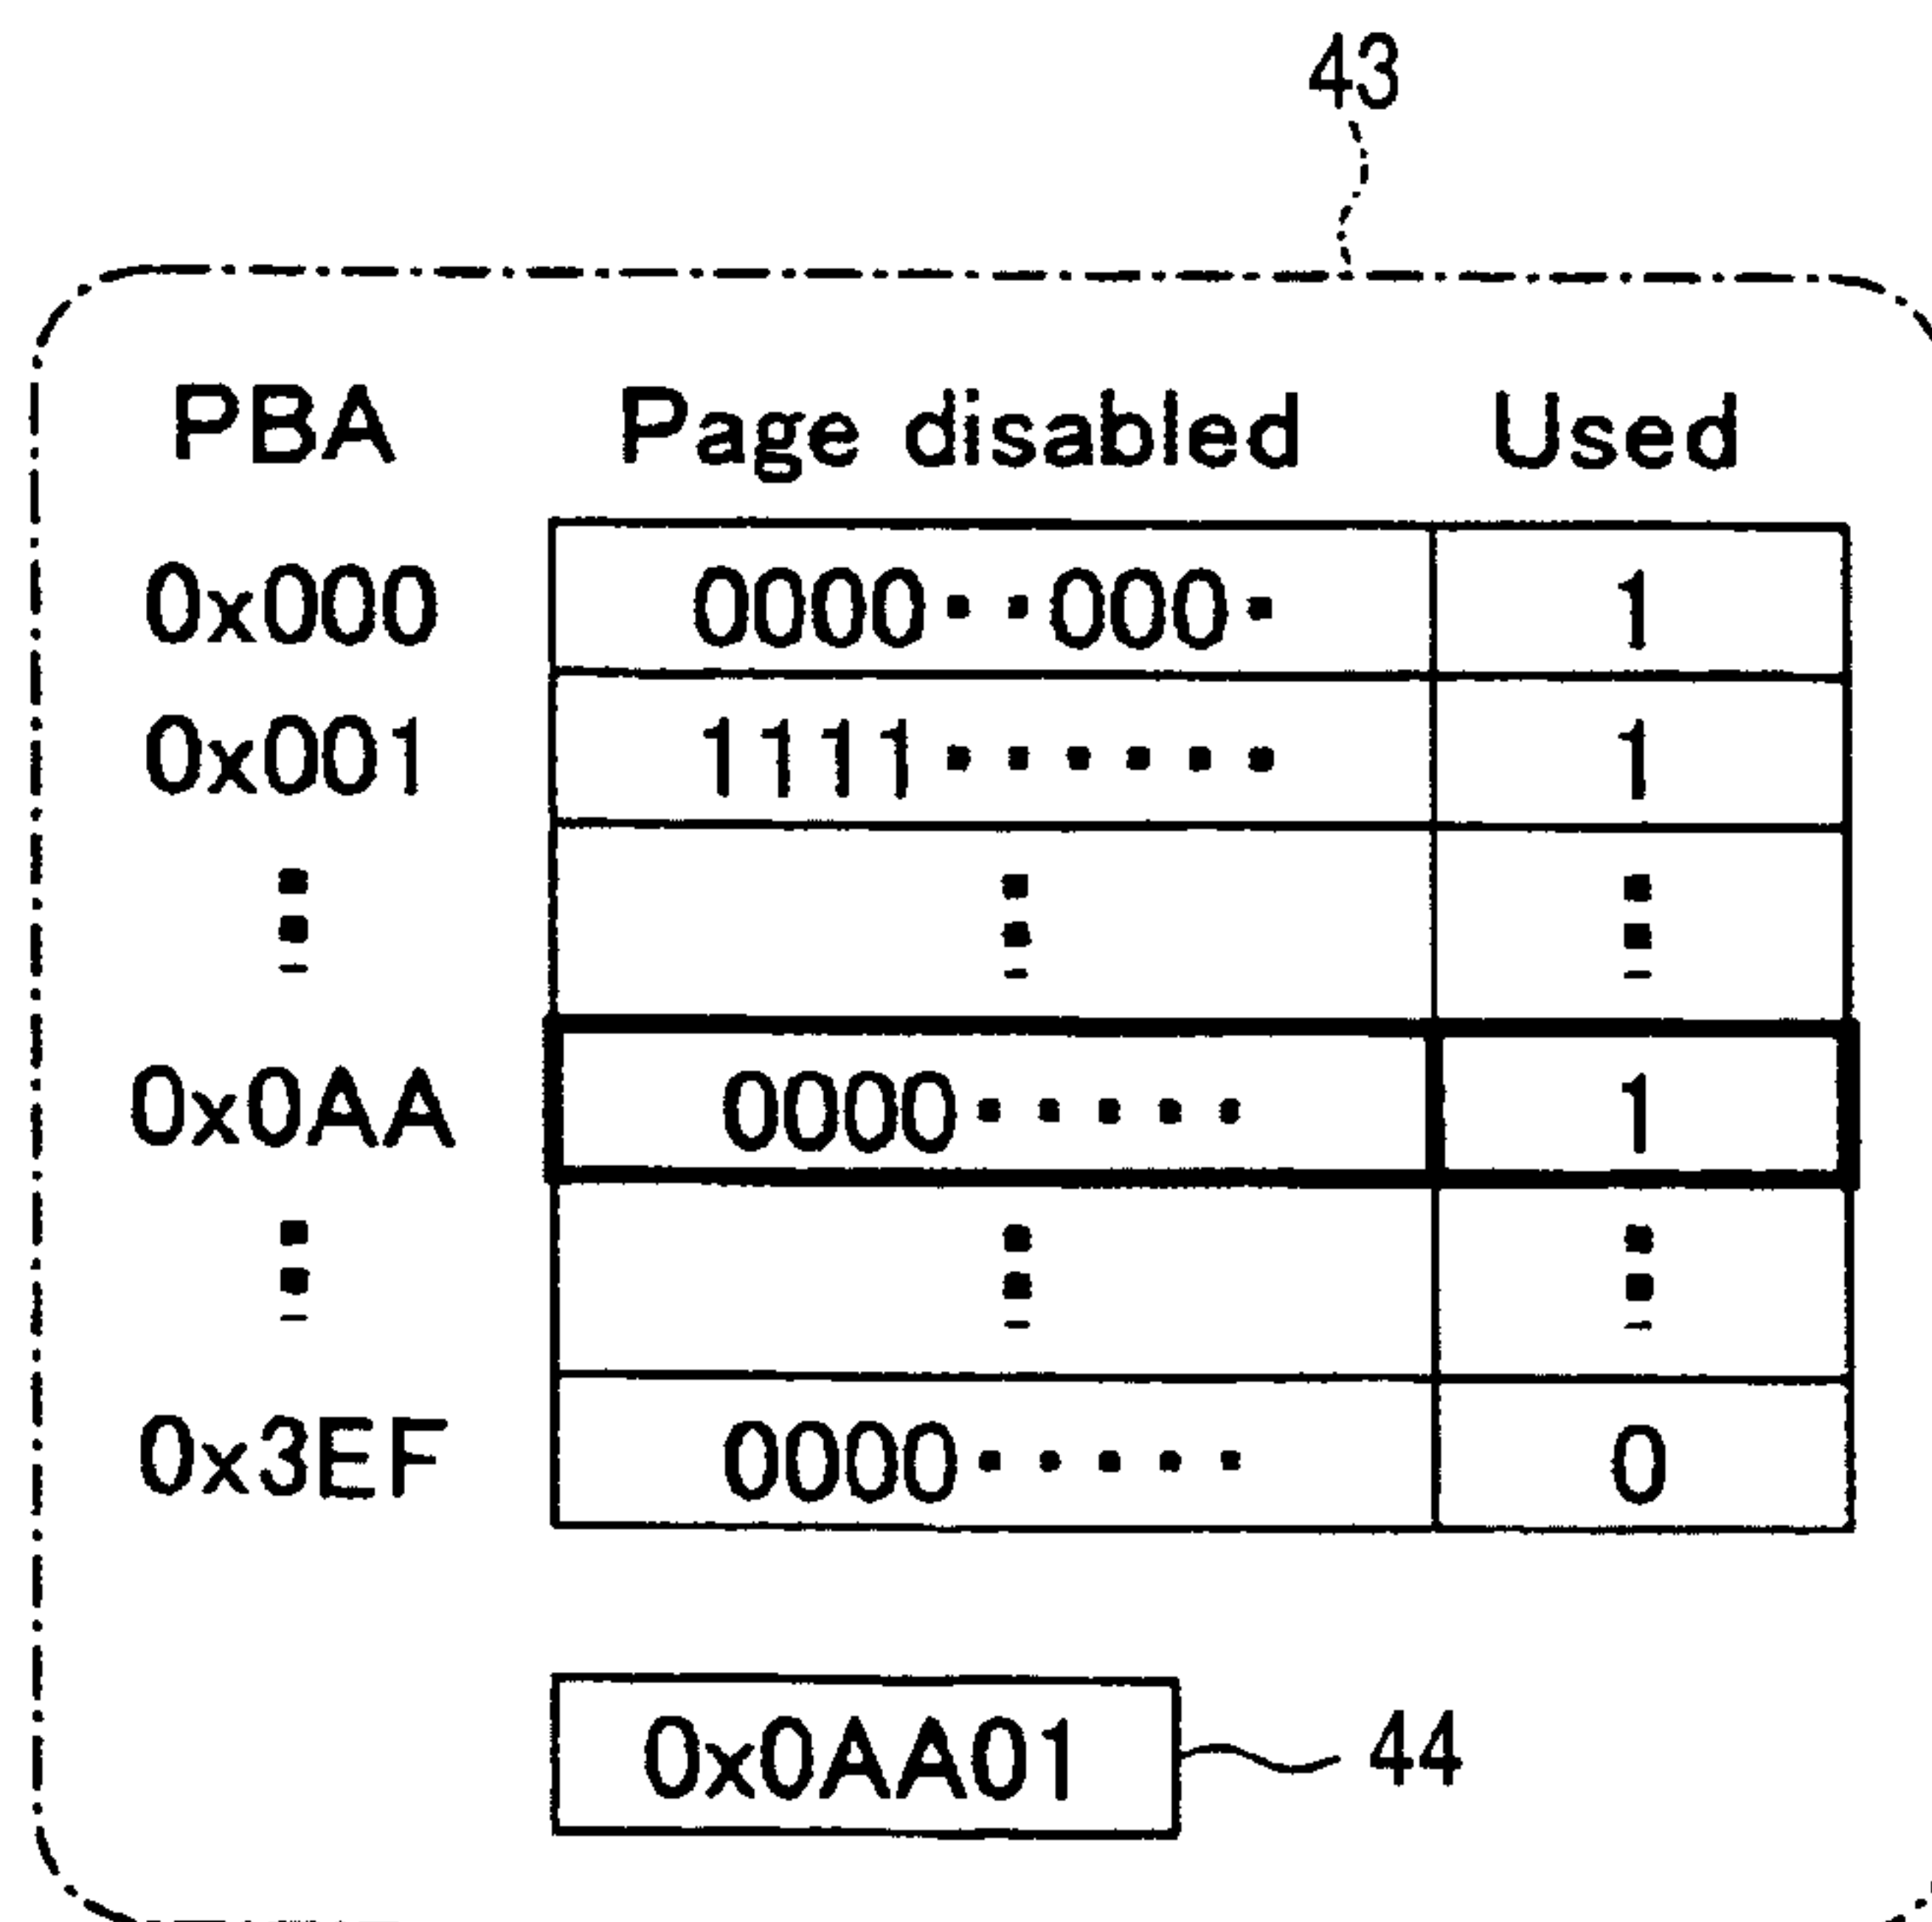 43
PBA Page disabled Used
0x000 0000··000· 1
0x001 1111······ 1
0x0AA 0000····· 1
0x3EF 0000····· 0
0x0AA01 44